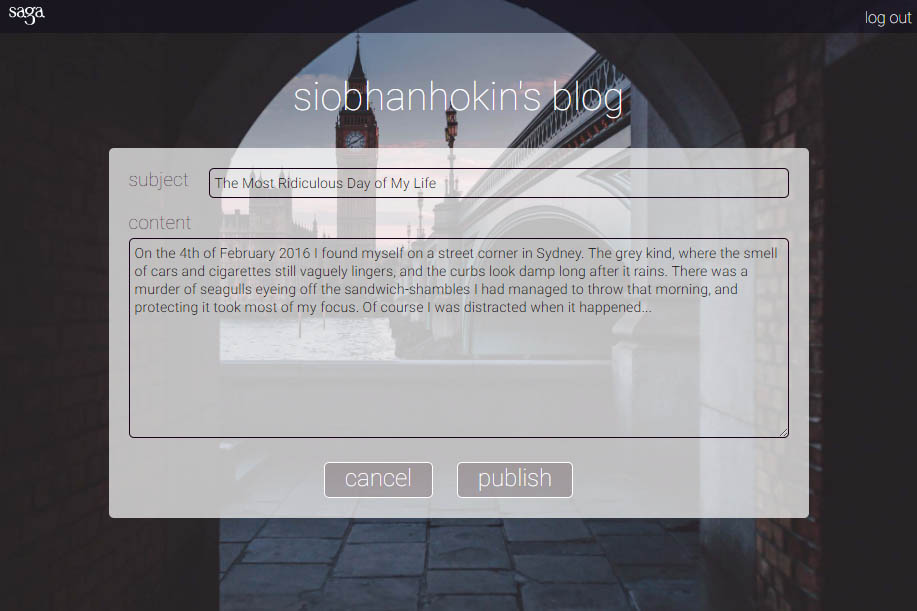 saga
log out
siobhanhokin's blog
subject
The Most Ridiculous Day of My Life
content
On the 4th of February 2016 I found myself on a street corner in Sydney. The grey kind, where the smell
of cars and cigarettes still vaguely lingers, and the curbs look damp long after it rains. There was a
murder of seagulls eyeing off the sandwich-shambles I had managed to throw that morning, and
protecting it took most of my focus. Of course I was distracted when it happened...
cancel
publish